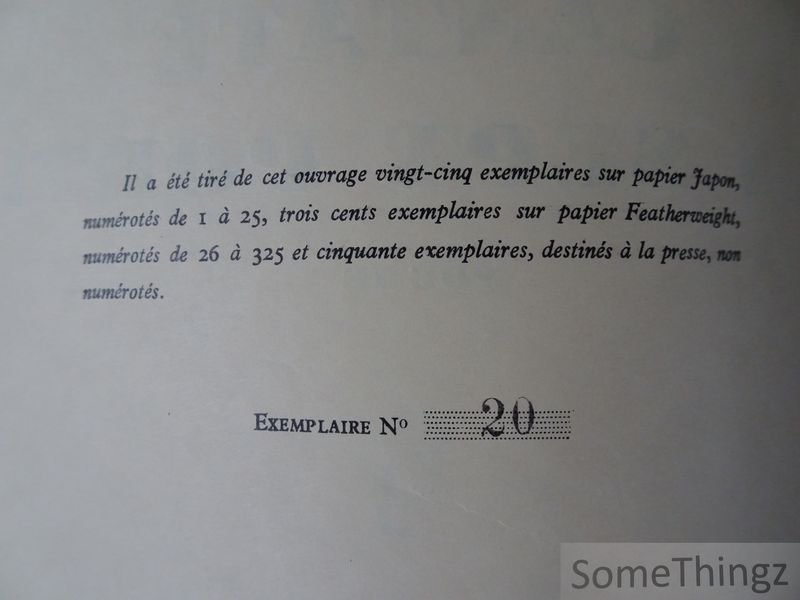 Il a été tiré de cet ouvrage vingt-cinq exemplaires sur papier Japon,
numérotés de 1 à 25, trois cents exemplaires sur papier Featherweight,
numérotés de 26 à 325 et cinquante exemplaires, destinés à la presse, non
numérotés.
Exemplaire Nº 20
SomeThingz